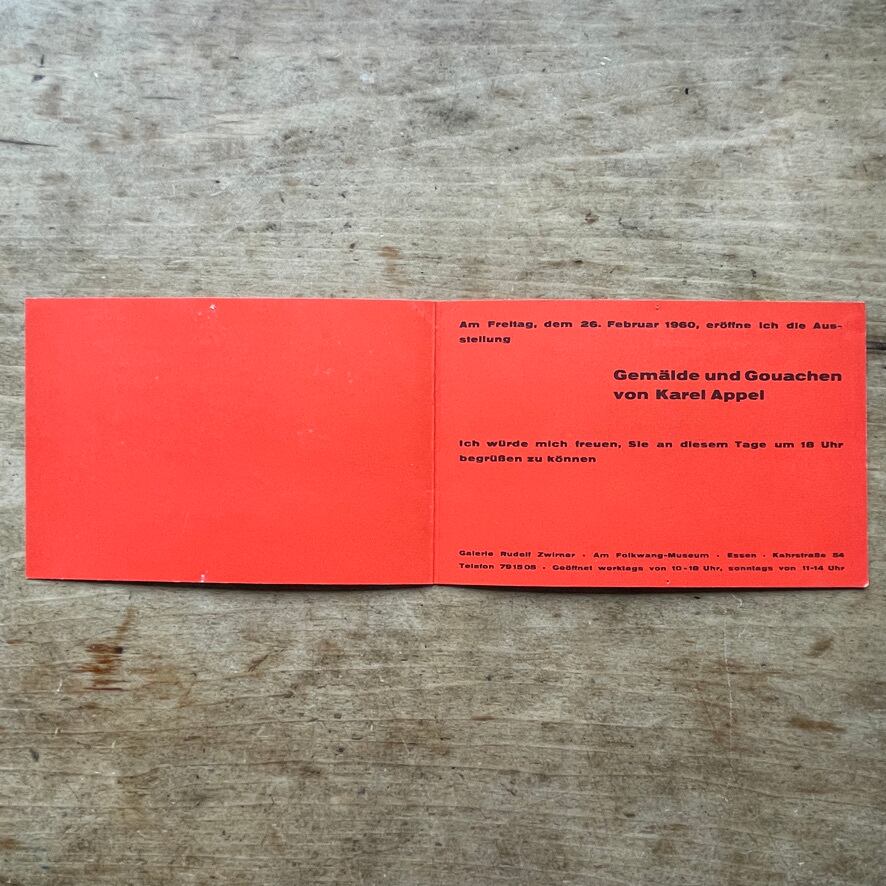 Am Freitag, dem 26. Februar 1960, eröffne ich die Aus-
stellung
Gemälde und Gouachen
von Karel Appel
Ich würde mich freuen, Sie an diesem Tage um 18 Uhr
begrüßen zu können
Galerie Rudolf Zwirner · Am Folkwang-Museum · Essen · Kahrstraße 54
Telefon 791505 · Geöffnet werktags von 10-18 Uhr, sonntags von 11-14 Uhr